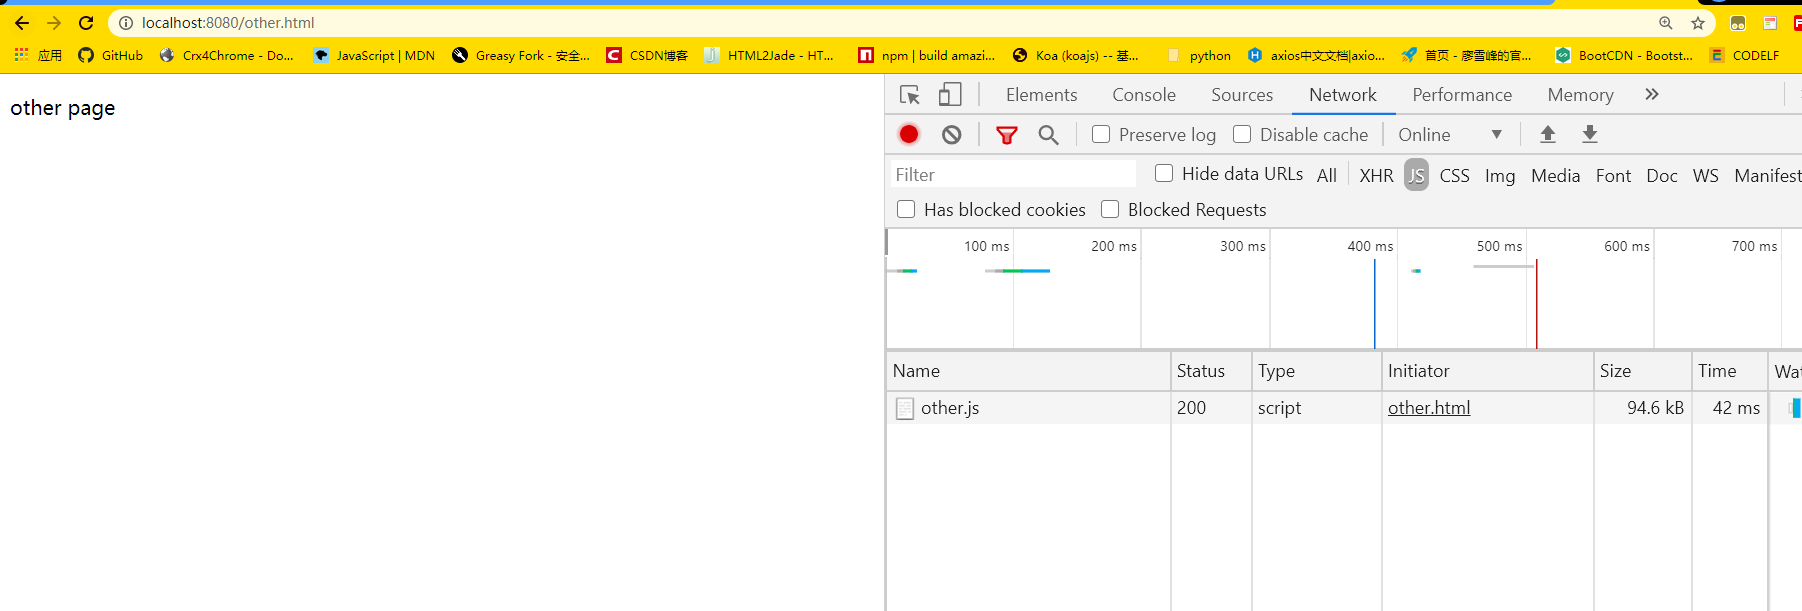 localhost:8080/other.html
应用 GitHub Crx4Chrome - Do... JavaScript | MDN Greasy Fork - 安全... CSDN博客 HTML2Jade - HT... npm | build amazi... Koa (koajs) -- 基... python axios中文文档|axio... 首页 - 廖雪峰的官... BootCDN - Bootst... CODELF
other page
Elements Console Sources Network Performance Memory »
Preserve log Disable cache Online
Filter Hide data URLs All XHR JS CSS Img Media Font Doc WS Manifest
Has blocked cookies Blocked Requests
100 ms 200 ms 300 ms 400 ms 500 ms 600 ms 700 ms
Name Status Type Initiator Size Time Wat
other.js 200 script other.html 94.6 kB 42 ms